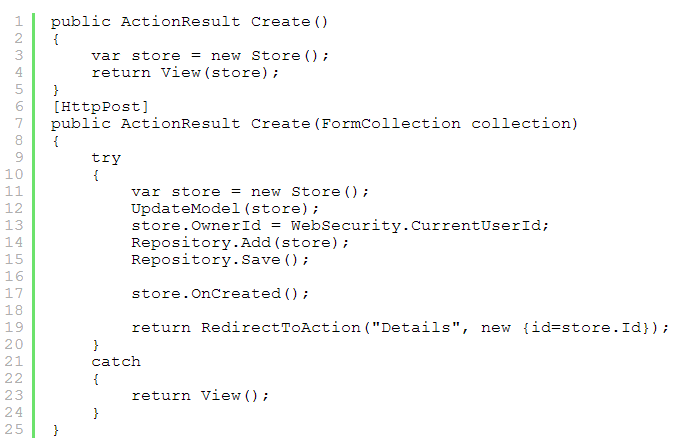 1 public ActionResult Create()
2 {
3     var store = new Store();
4     return View(store);
5 }
6 [HttpPost]
7 public ActionResult Create(FormCollection collection)
8 {
9     try
10     {
11         var store = new Store();
12         UpdateModel(store);
13         store.OwnerId = WebSecurity.CurrentUserId;
14         Repository.Add(store);
15         Repository.Save();
16
17         store.OnCreated();
18
19         return RedirectToAction("Details", new {id=store.Id});
20     }
21     catch
22     {
23         return View();
24     }
25 }